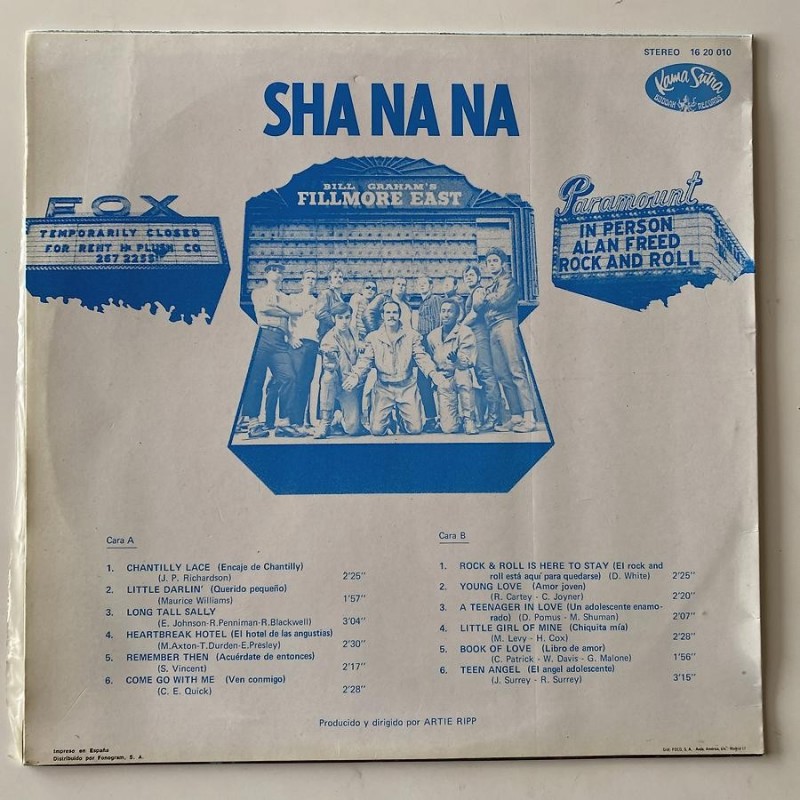 STEREO 16 20 010
Kama Sutra
BUDDAH RECORDS
SHA NA NA
BILL GRAHAM'S
FILLMORE EAST
FOX
TEMPORARILY CLOSED
FOR RENT H PLUSH CO
267 2255
Paramount
IN PERSON
ALAN FREED
ROCK AND ROLL
Cara A
1. CHANTILLY LACE (Encaje de Chantilly)
(J. P. Richardson) 2'25"
2. LITTLE DARLIN' (Querido pequeño)
(Maurice Williams) 1'57"
3. LONG TALL SALLY
(E. Johnson-R.Penniman-R.Blackwell) 3'04"
4. HEARTBREAK HOTEL (El hotel de las angustias)
(M.Axton-T.Durden-E.Presley) 2'30"
5. REMEMBER THEN (Acuérdate de entonces)
(S. Vincent) 2'17"
6. COME GO WITH ME (Ven conmigo)
(C. E. Quick) 2'28"
Cara B
1. ROCK & ROLL IS HERE TO STAY (El rock and
roll está aquí para quedarse) (D. White) 2'25"
2. YOUNG LOVE (Amor joven)
(R. Cartey - C. Joyner) 2'20"
3. A TEENAGER IN LOVE (Un adolescente enamo-
rado) (D. Pomus - M. Shuman) 2'07"
4. LITTLE GIRL OF MINE (Chiquita mía)
(M. Levy - H. Cox) 2'28"
5. BOOK OF LOVE (Libro de amor)
(C. Patrick - W. Davis - G. Malone) 1'56"
6. TEEN ANGEL (El angel adolescente)
(J. Surrey - R. Surrey) 3'15"
Producido y dirigido por ARTIE RIPP
Impreso en España
Distribuido por Fonogram, S. A.